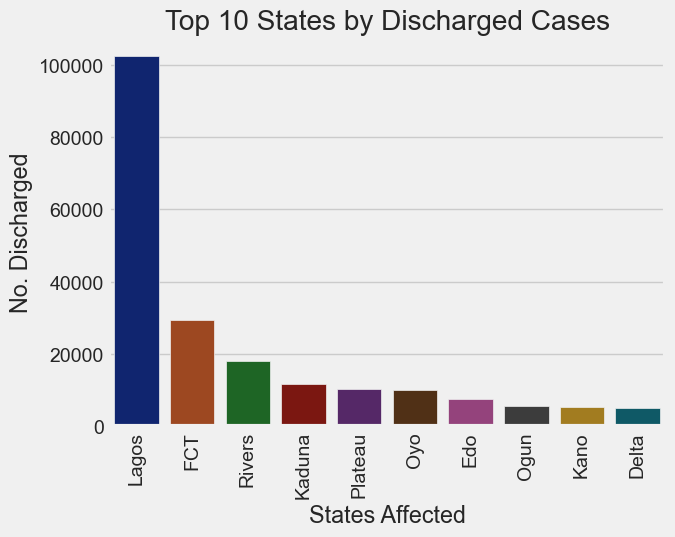 Top 10 States by Discharged Cases
No. Discharged
100000
80000
60000
40000
20000
0
Lagos
FCT
Rivers
Kaduna
Plateau
Oyo
Edo
Ogun
Kano
Delta
States Affected